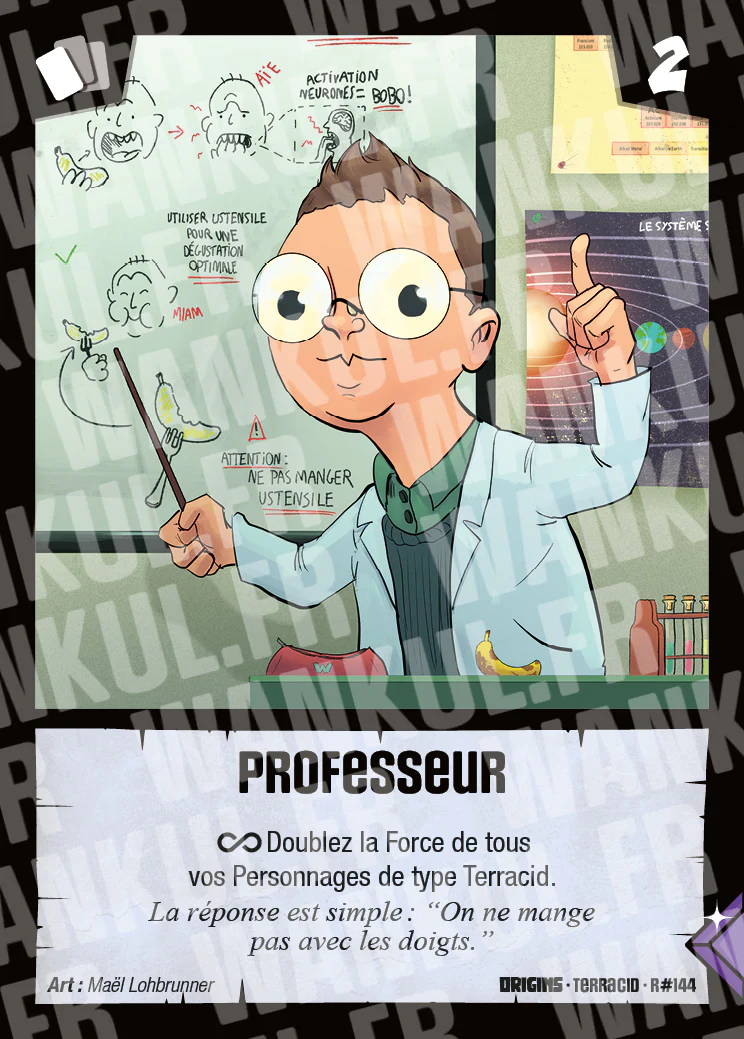 2
AÏE
ACTIVATION
NEURONES = BOBO!
UTILISER USTENSILE
POUR UNE
DÉGUSTATION
OPTIMALE
MIAM
ATTENTION :
NE PAS MANGER
USTENSILE
Alkali Metal
LE SYSTÈME S
W
PROFESSEUR
∞ Doublez la Force de tous
vos Personnages de type Terracid.
La réponse est simple : “On ne mange
pas avec les doigts.”
Art : Maël Lohbrunner
ORIGINS · TERRACID · R#144
WANKUL.FR